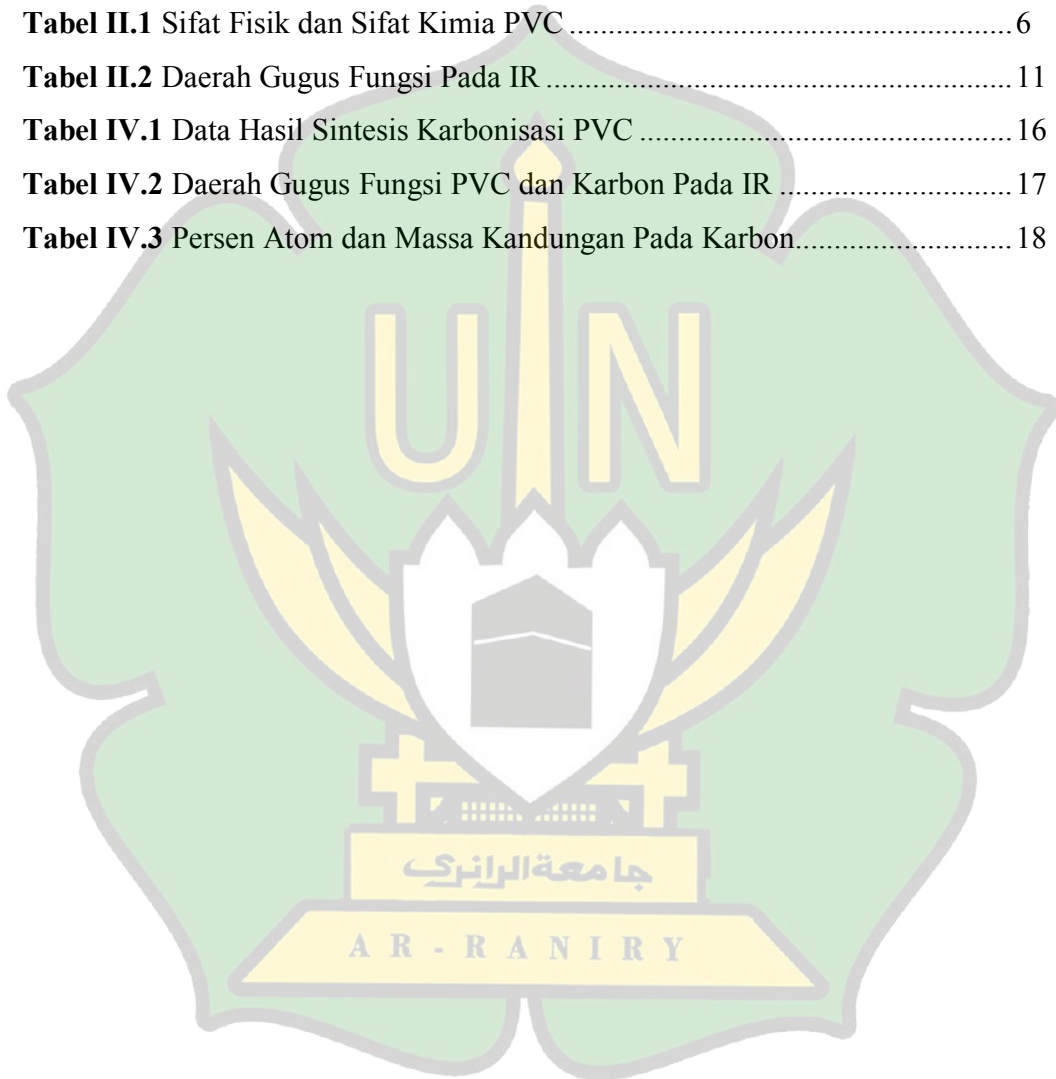 Tabel II.1 Sifat Fisik dan Sifat Kimia PVC ............................................................... 6
Tabel II.2 Daerah Gugus Fungsi Pada IR .................................................................. 11
Tabel IV.1 Data Hasil Sintesis Karbonisasi PVC ..................................................... 16
Tabel IV.2 Daerah Gugus Fungsi PVC dan Karbon Pada IR ................................. 17
Tabel IV.3 Persen Atom dan Massa Kandungan Pada Karbon............................... 18
UIN
جامعة الرانري
AR-RANIRY